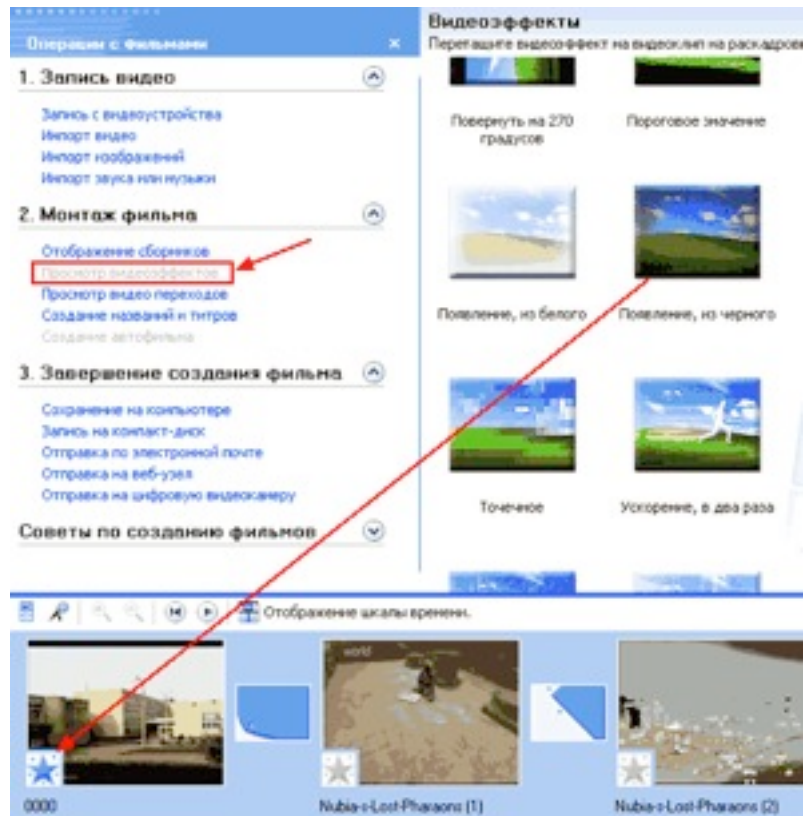 Операции с фильмами
1. Запись видео
Запись с видеоустройства
Импорт видео
Импорт изображений
Импорт звука или музыки
2. Монтаж фильма
Отображение сборников
Просмотр видеоэффектов
Просмотр видео переходов
Создание названий и титров
Создание автофильма
3. Завершение создания фильма
Сохранение на компьютере
Запись на компакт-диск
Отправка по электронной почте
Отправка на веб-узел
Отправка на цифровую видеокамеру
Советы по созданию фильмов
Видеоэффекты
Перетащите видеоэффект на видеоклип на раскадров
Повернуть на 270 градусов
Пороговое значение
Появление, из белого
Появление, из черного
Точечное
Ускорение, в два раза
Отображение шкалы времени.
world
0000
Nubia-s-Lost-Pharaons (1)
Nubia-s-Lost-Pharaons (2)